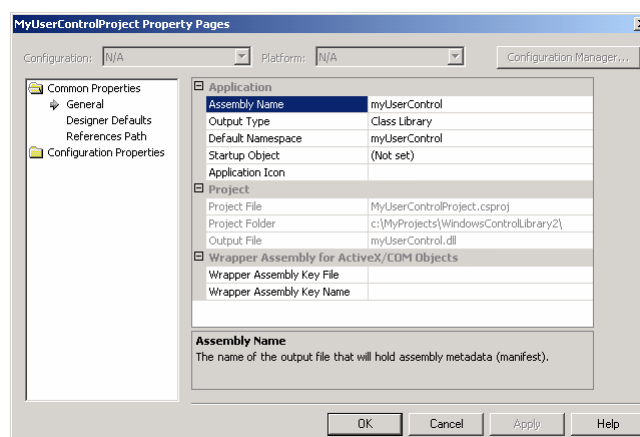 MyUserControlProject Property Pages
Configuration: N/A Platform: N/A Configuration Manager...
Common Properties
General
Designer Defaults
References Path
Configuration Properties
Application
Assembly Name myUserControl
Output Type Class Library
Default Namespace myUserControl
Startup Object (Not set)
Application Icon
Project
Project File MyUserControlProject.csproj
Project Folder c:\MyProjects\WindowsControlLibrary2\
Output File myUserControl.dll
Wrapper Assembly for ActiveX/COM Objects
Wrapper Assembly Key File
Wrapper Assembly Key Name
Assembly Name
The name of the output file that will hold assembly metadata (manifest).
OK Cancel Apply Help